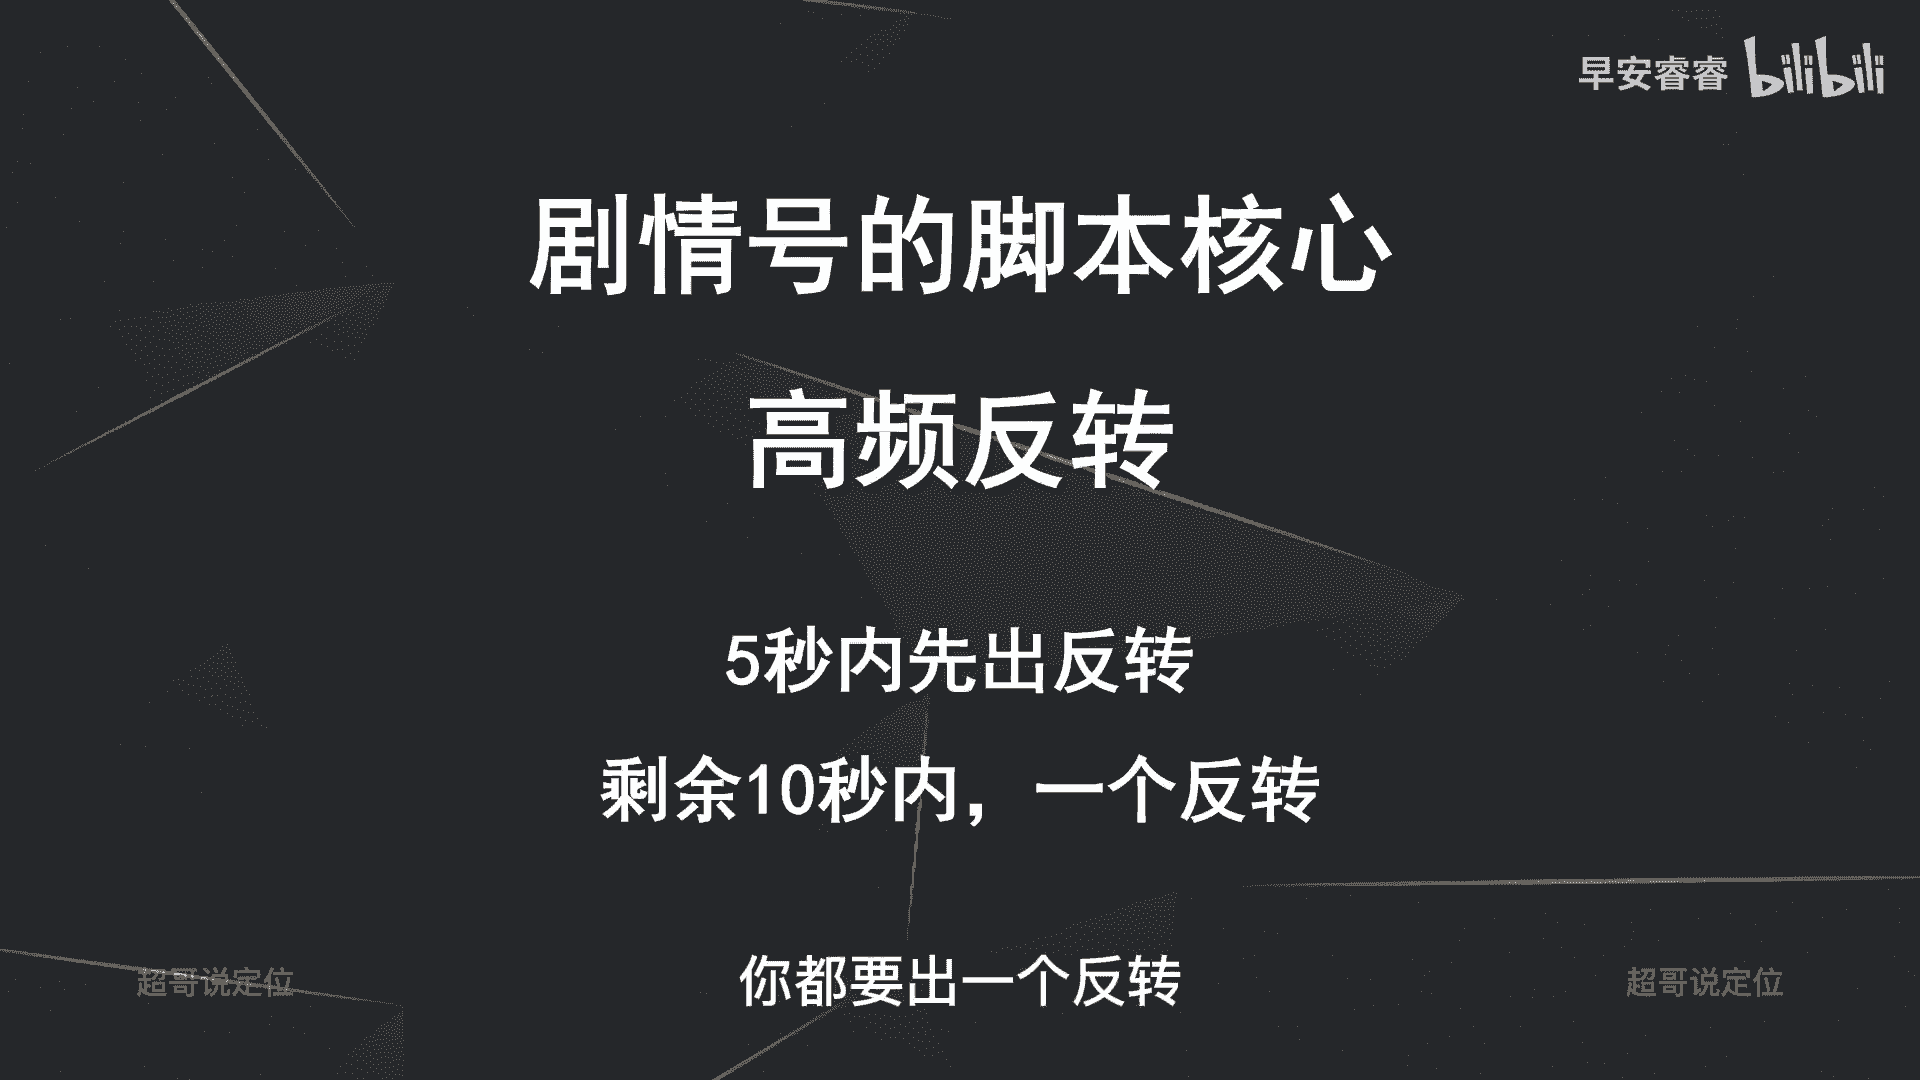 早安睿睿 bilibili
剧情号的脚本核心
高频反转
5秒内先出反转
剩余10秒内，一个反转
你都要出一个反转
超哥说定位
超哥说定位